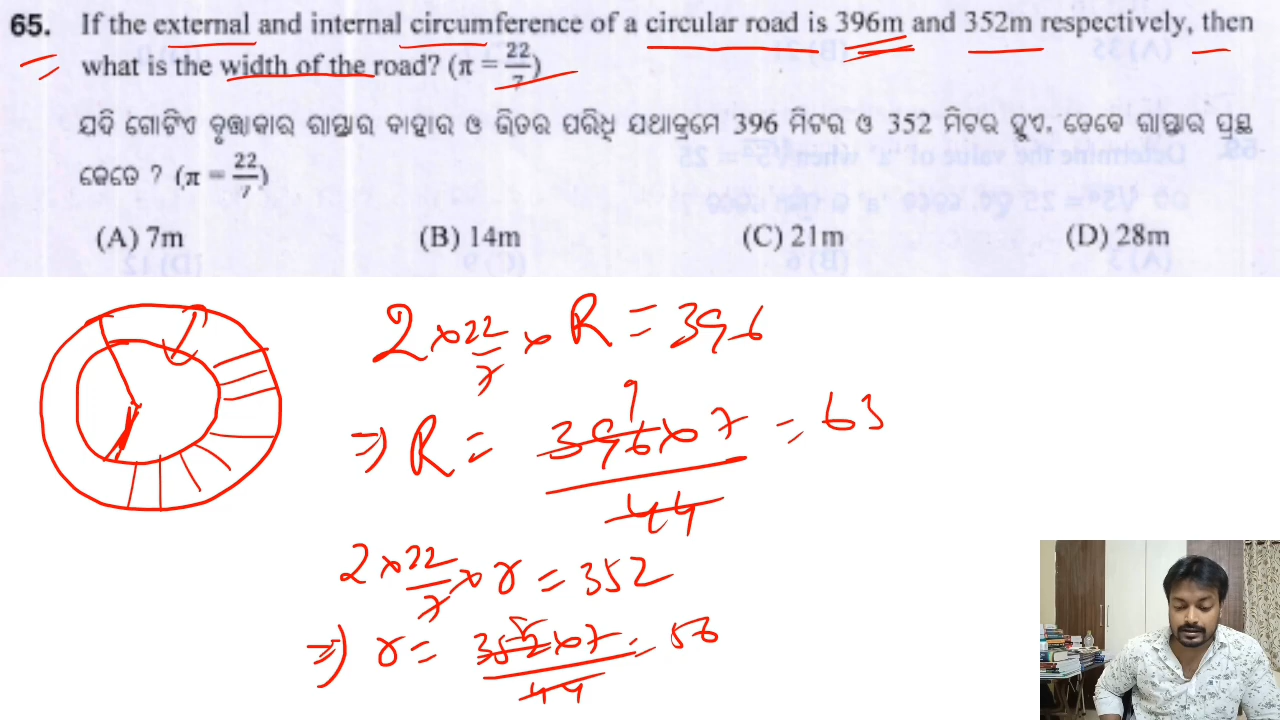 65. If the external and internal circumference of a circular road is 396m and 352m respectively, then
what is the width of the road? (π = 22/7)
ଯଦି ଗୋଟିଏ ବୃତ୍ତାକାର ରାସ୍ତାର ବାହାର ଓ ଭିତର ପରିଧି ଯଥାକ୍ରମେ 396 ମିଟର ଓ 352 ମିଟର ହୁଏ, ତେବେ ରାସ୍ତାର ପ୍ରସ୍ଥ
କେତେ ? (π = 22/7)
(A) 7m (B) 14m (C) 21m (D) 28m
2 × 22/7 × R = 396
⇒ R = 396 × 7 / 44 = 63
9
2 × 22/7 × r = 352
⇒ r = 352 × 7 / 44 = 56